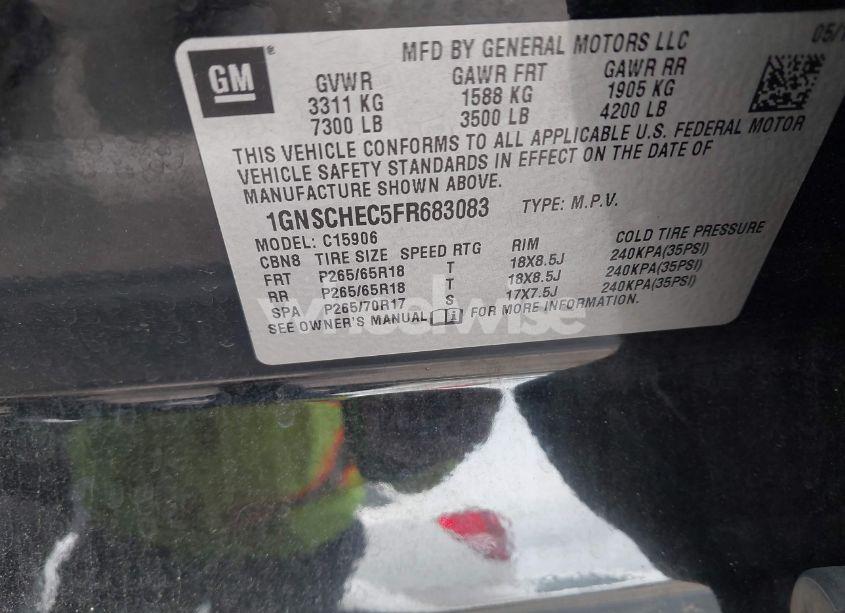 GM
®
MFD BY GENERAL MOTORS LLC
05/
GVWR GAWR FRT GAWR RR
3311 KG 1588 KG 1905 KG
7300 LB 3500 LB 4200 LB
THIS VEHICLE CONFORMS TO ALL APPLICABLE U.S. FEDERAL MOTOR
VEHICLE SAFETY STANDARDS IN EFFECT ON THE DATE OF
MANUFACTURE SHOWN ABOVE.
1GNSCHEC5FR683083 TYPE: M.P.V.
MODEL: C15906
CBN8 TIRE SIZE SPEED RTG RIM COLD TIRE PRESSURE
FRT P265/65R18 T 18X8.5J 240KPA(35PSI)
RR P265/65R18 T 18X8.5J 240KPA(35PSI)
SPA P265/70R17 S 17X7.5J 240KPA(35PSI)
SEE OWNER'S MANUAL i FOR MORE INFORMATION.
wheelwise